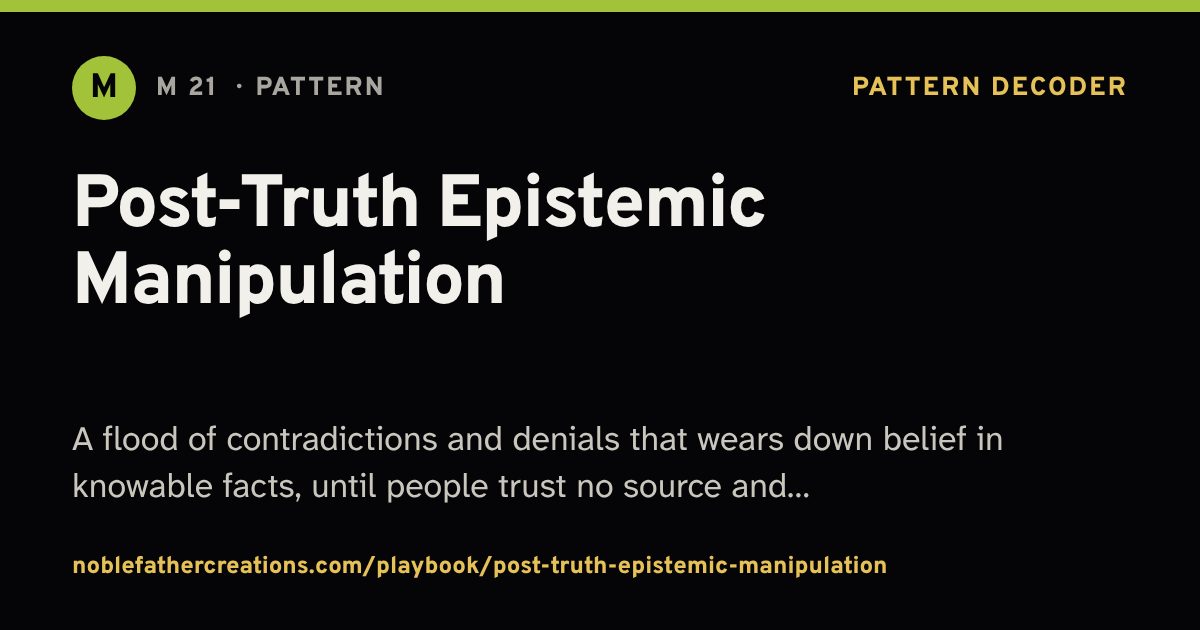 M
M 21 · PATTERN
PATTERN DECODER
Post-Truth Epistemic
Manipulation
A flood of contradictions and denials that wears down belief in
knowable facts, until people trust no source and…
noblefathercreations.com/playbook/post-truth-epistemic-manipulation